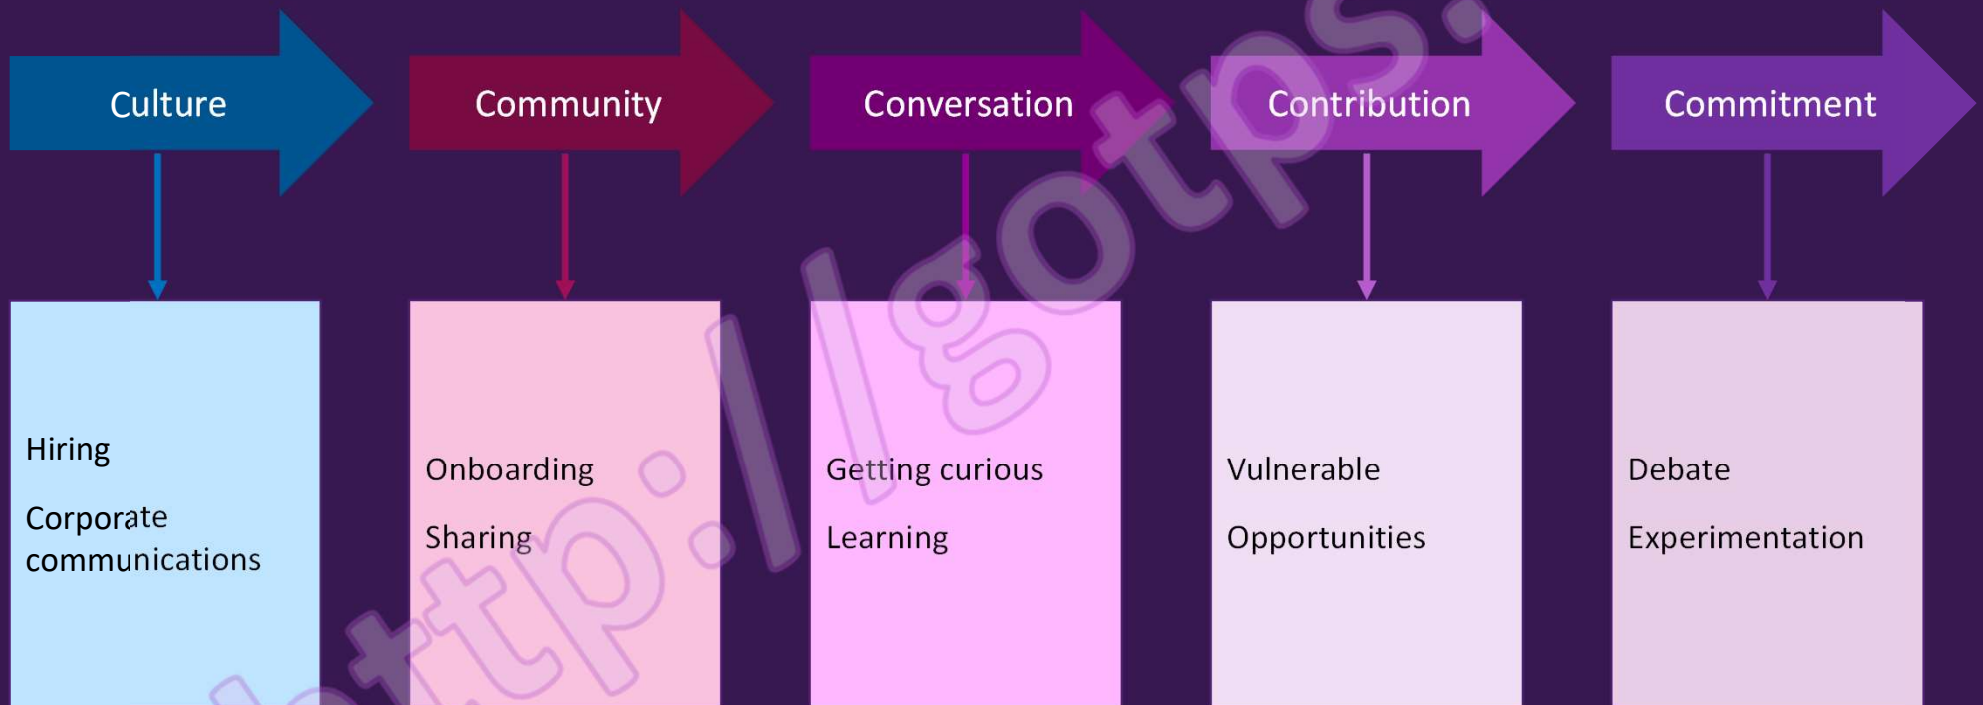 Culture
Community
Conversation
Contribution
Commitment
Hiring
Corporate
communications
Onboarding
Sharing
Getting curious
Learning
Vulnerable
Opportunities
Debate
Experimentation
http://gotps.